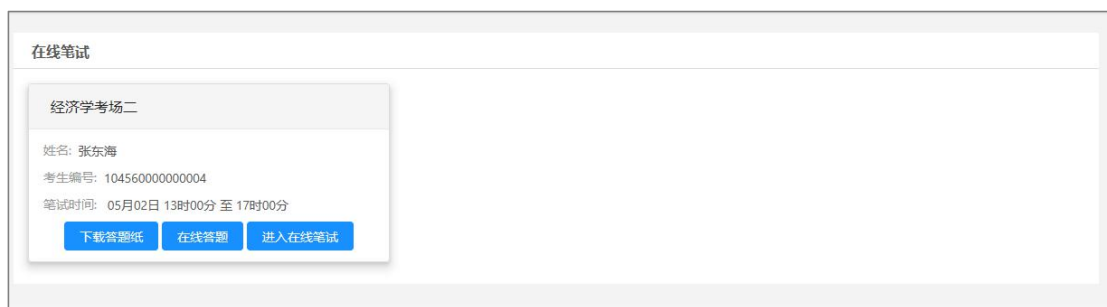 在线笔试
经济学考场二
姓名: 张东海
考生编号: 104560000000004
笔试时间: 05月02日 13时00分 至 17时00分
下载答题纸 在线答题 进入在线笔试